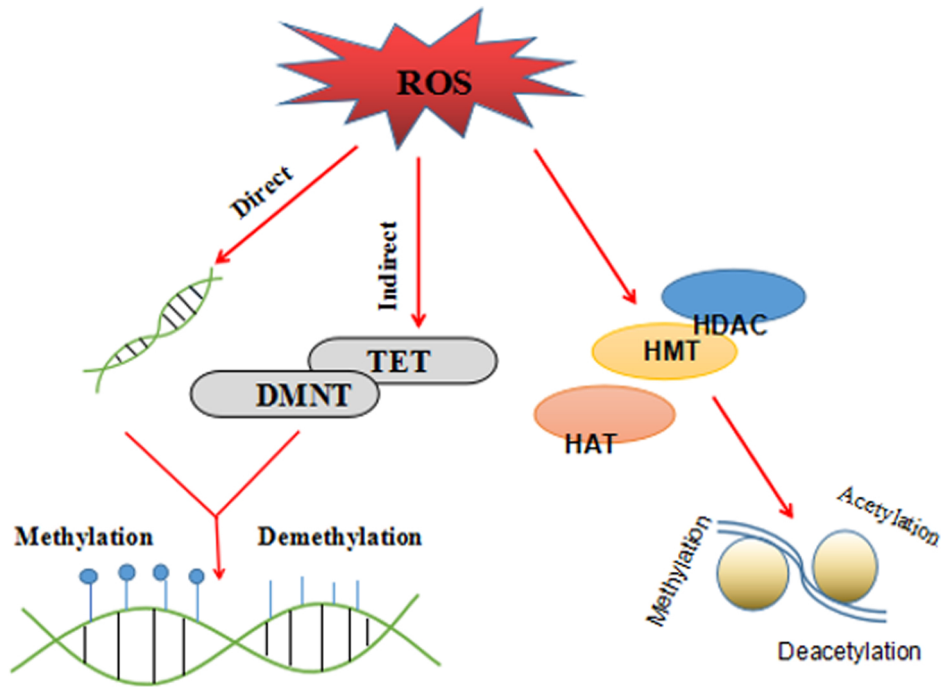 ROS
Direct
Indirect
TET
DMNT
HDAC
HMT
HAT
Methylation
Demethylation
Methylation
Acetylation
Deacetylation